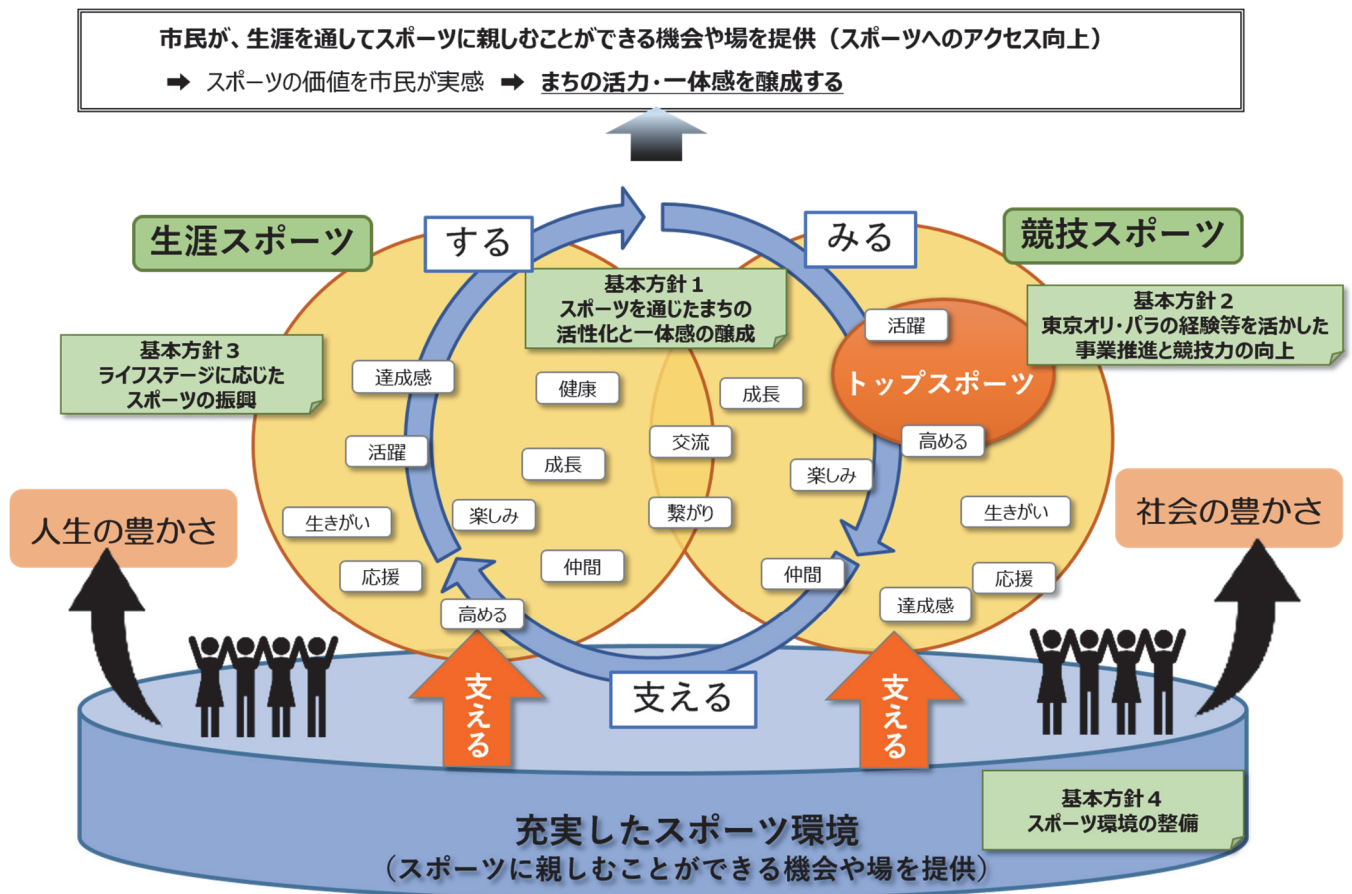 市民が、生涯を通してスポーツに親しむことができる機会や場を提供（スポーツへのアクセス向上）
➡ スポーツの価値を市民が実感 ➡ まちの活力・一体感を醸成する
生涯スポーツ
する
みる
競技スポーツ
基本方針１
スポーツを通じたまちの
活性化と一体感の醸成
基本方針２
東京オリ・パラの経験等を活かした
事業推進と競技力の向上
基本方針３
ライフステージに応じた
スポーツの振興
活躍
トップスポーツ
高める
達成感
健康
成長
活躍
成長
交流
楽しみ
生きがい
楽しみ
繋がり
生きがい
応援
仲間
仲間
応援
高める
達成感
人生の豊かさ
社会の豊かさ
支える
支える
支える
基本方針４
スポーツ環境の整備
充実したスポーツ環境
（スポーツに親しむことができる機会や場を提供）